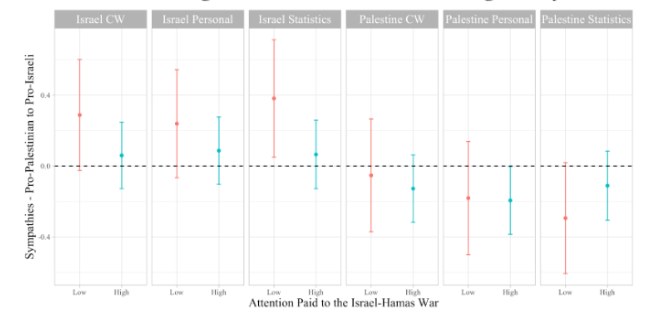 Israel CW Israel Personal Israel Statistics Palestine CW Palestine Personal Palestine Statistics
Sympathies - Pro-Palestinian to Pro-Israeli
0.4
0.0
-0.4
Low High Low High Low High Low High Low High Low High
Attention Paid to the Israel-Hamas War